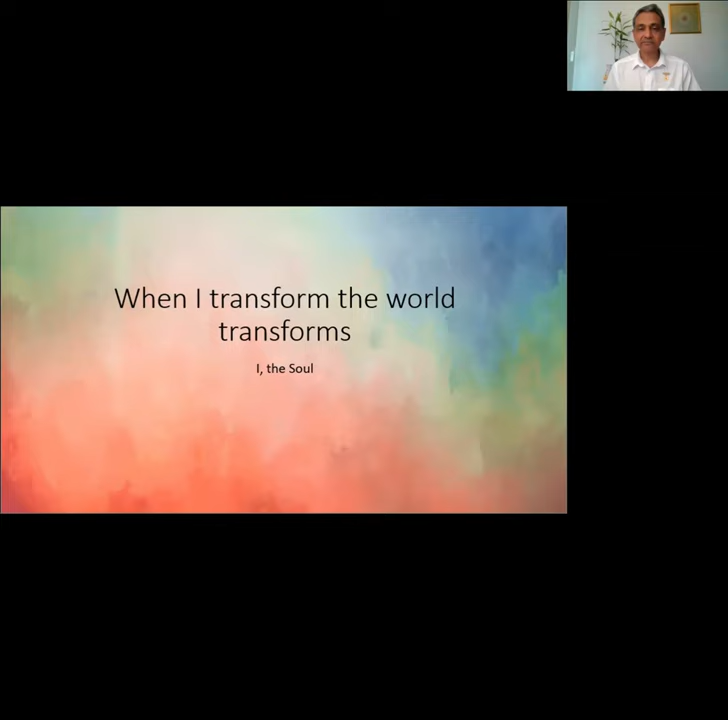 When I transform the world
transforms
I, the Soul